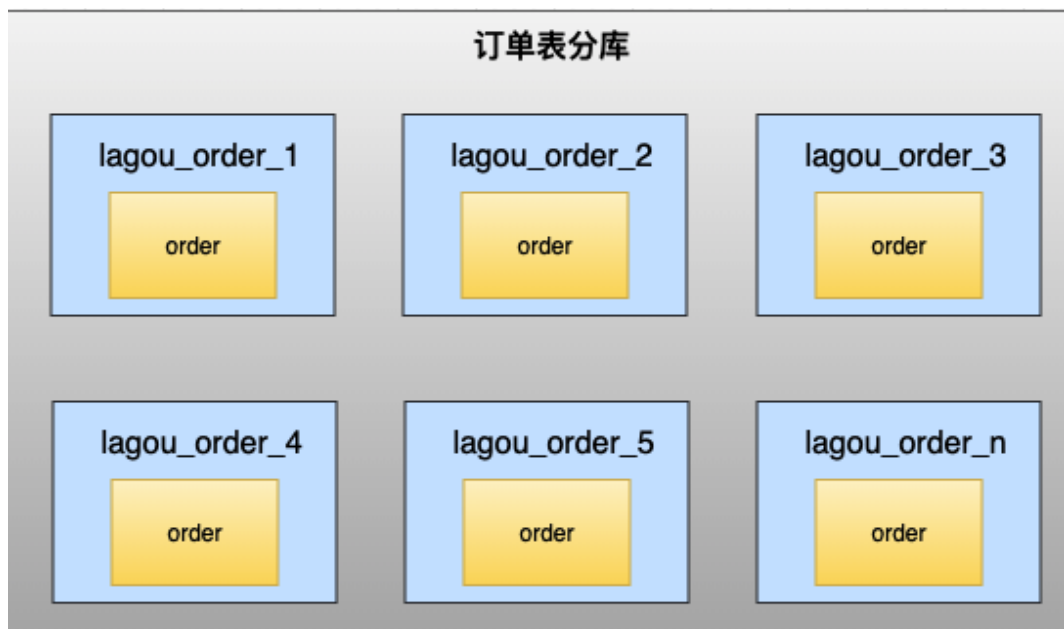 订单表分库
lagou_order_1
lagou_order_2
lagou_order_3
order
order
order
lagou_order_4
lagou_order_5
lagou_order_n
order
order
order